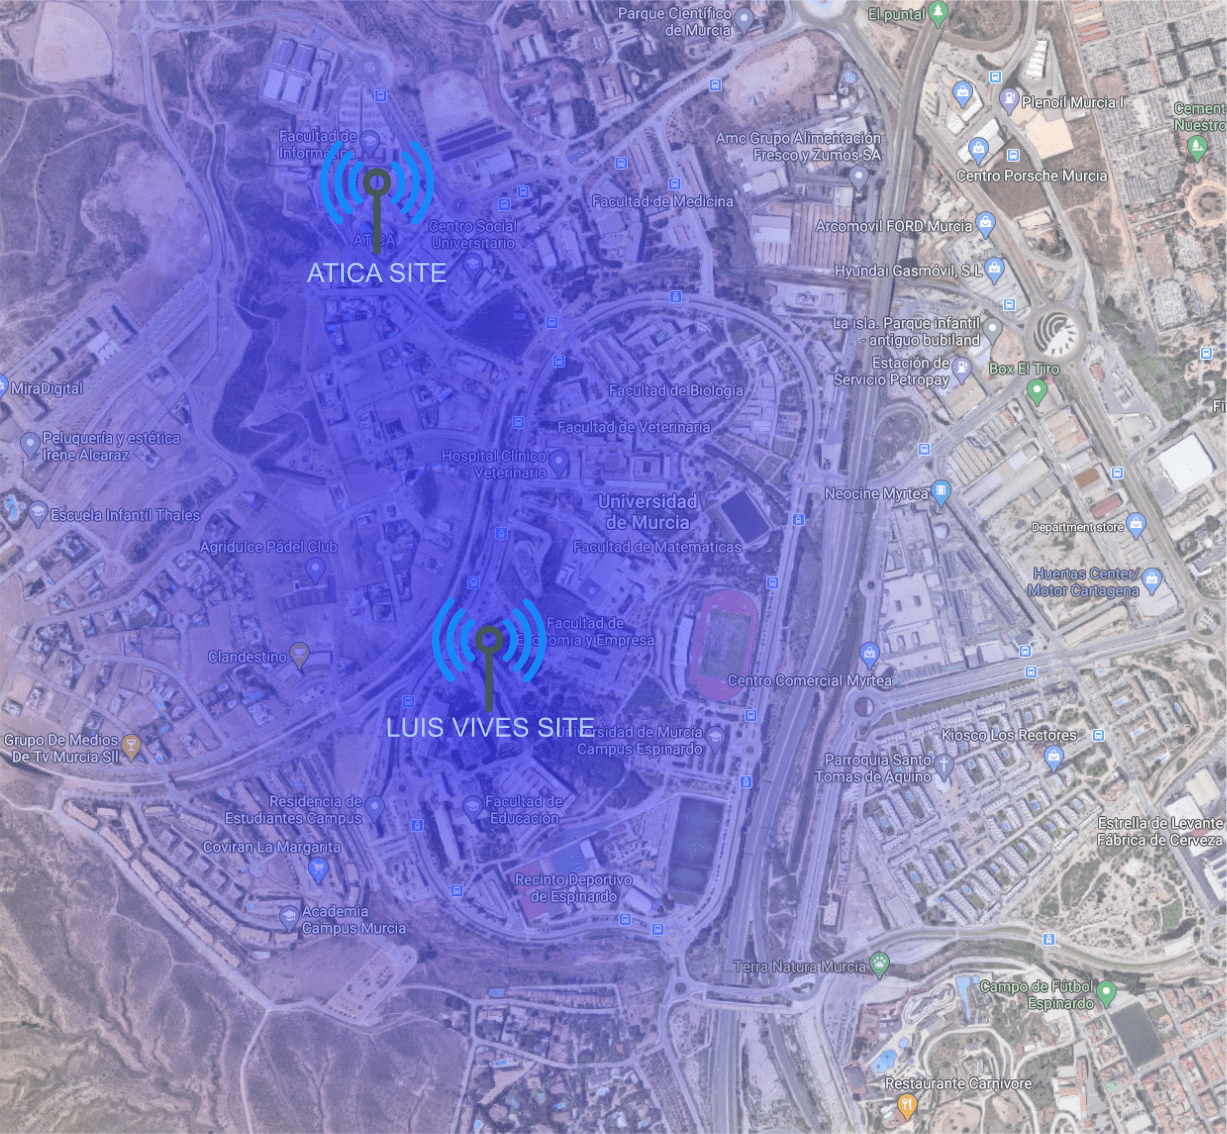 Parque Científico
de Murcia
El puntal
Plenoil Murcia I
Cement
Nuestro
Facultad de
Amc Grupo Alimentación
Fresco y Zumos SA
Centro Porsche Murcia
Facultad de Medicina
Centro Social
Universitario
ATICA
ATICA SITE
Arcomovil FORD Murcia
Hyundai Gasmóvil, S.L
La isla. Parque infantil
- antiguo bubiland
Estación de
Servicio Petropay
Box El Tiro
MiraDigital
Facultad de Biología
Fi
Peluquería y estética
Irene Alcaraz
Facultad de Veterinaria
Hospital Clínico
Veterinario
Universidad
de Murcia
Neocine Myrtea
Escuela Infantil Thales
Department store
Agridulce Pádel Club
Facultad de Matemáticas
Huertas Center/
Motor Cartagena
Facultad de
y Empresa
Clandestino
Centro Comercial Myrtea
LUIS VIVES SITE
de Murcia
Campus Espinardo
Grupo De Medios
De Tv Murcia Sll
Kiosco Los Rectores
Parroquia Santo
Tomas de Aquino
Residencia de
Estudiantes Campus
Facultad de
Educación
Estrella de Levante
Fábrica de Cerveza
Coviran La Margarita
Recinto Deportivo
de Espinardo
Academia
Campus Murcia
Terra Natura Murcia
Campo de Fútbol
Espinardo
Restaurante Carnívore